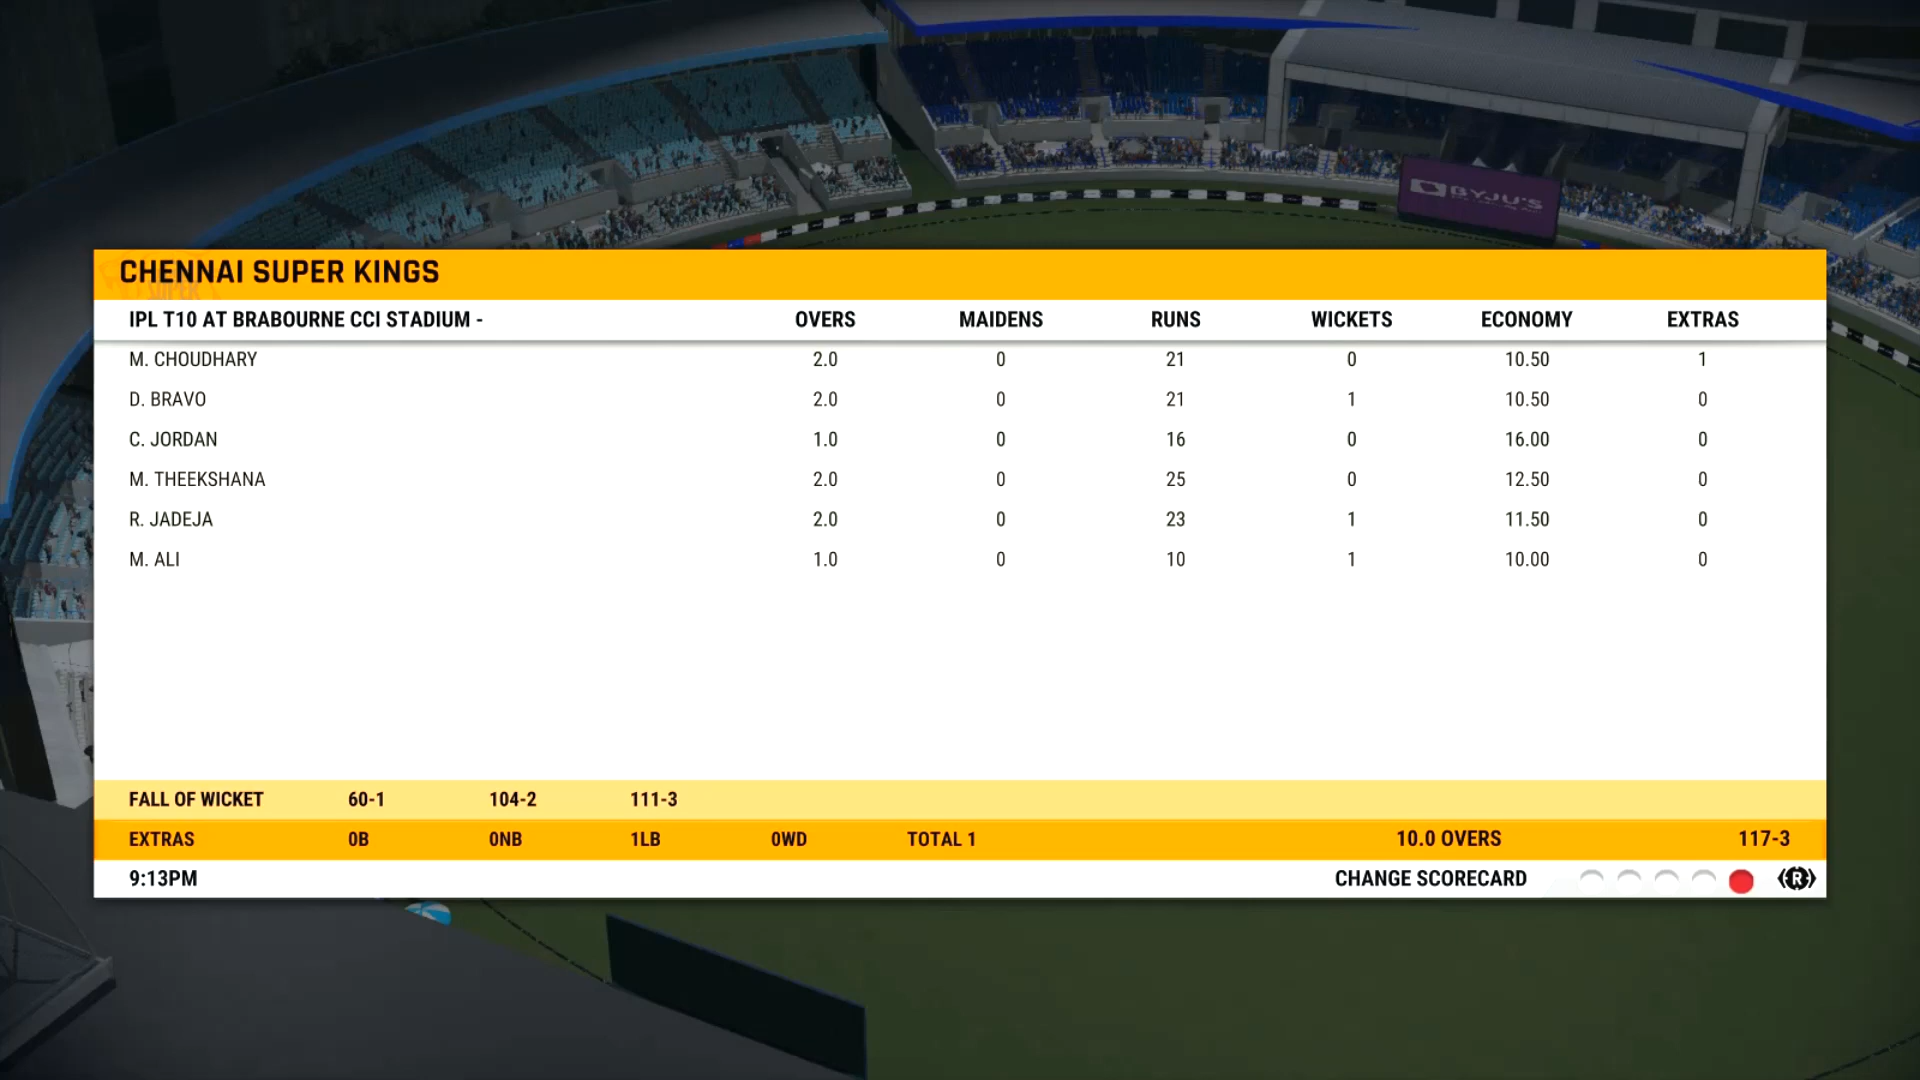 BYJU'S
CHENNAI SUPER KINGS
IPL T10 AT BRABOURNE CCI STADIUM - OVERS MAIDENS RUNS WICKETS ECONOMY EXTRAS
M. CHOUDHARY 2.0 0 21 0 10.50 1
D. BRAVO 2.0 0 21 1 10.50 0
C. JORDAN 1.0 0 16 0 16.00 0
M. THEEKSHANA 2.0 0 25 0 12.50 0
R. JADEJA 2.0 0 23 1 11.50 0
M. ALI 1.0 0 10 1 10.00 0
FALL OF WICKET 60-1 104-2 111-3
EXTRAS 0B 0NB 1LB 0WD TOTAL 1 10.0 OVERS 117-3
9:13PM CHANGE SCORECARD R